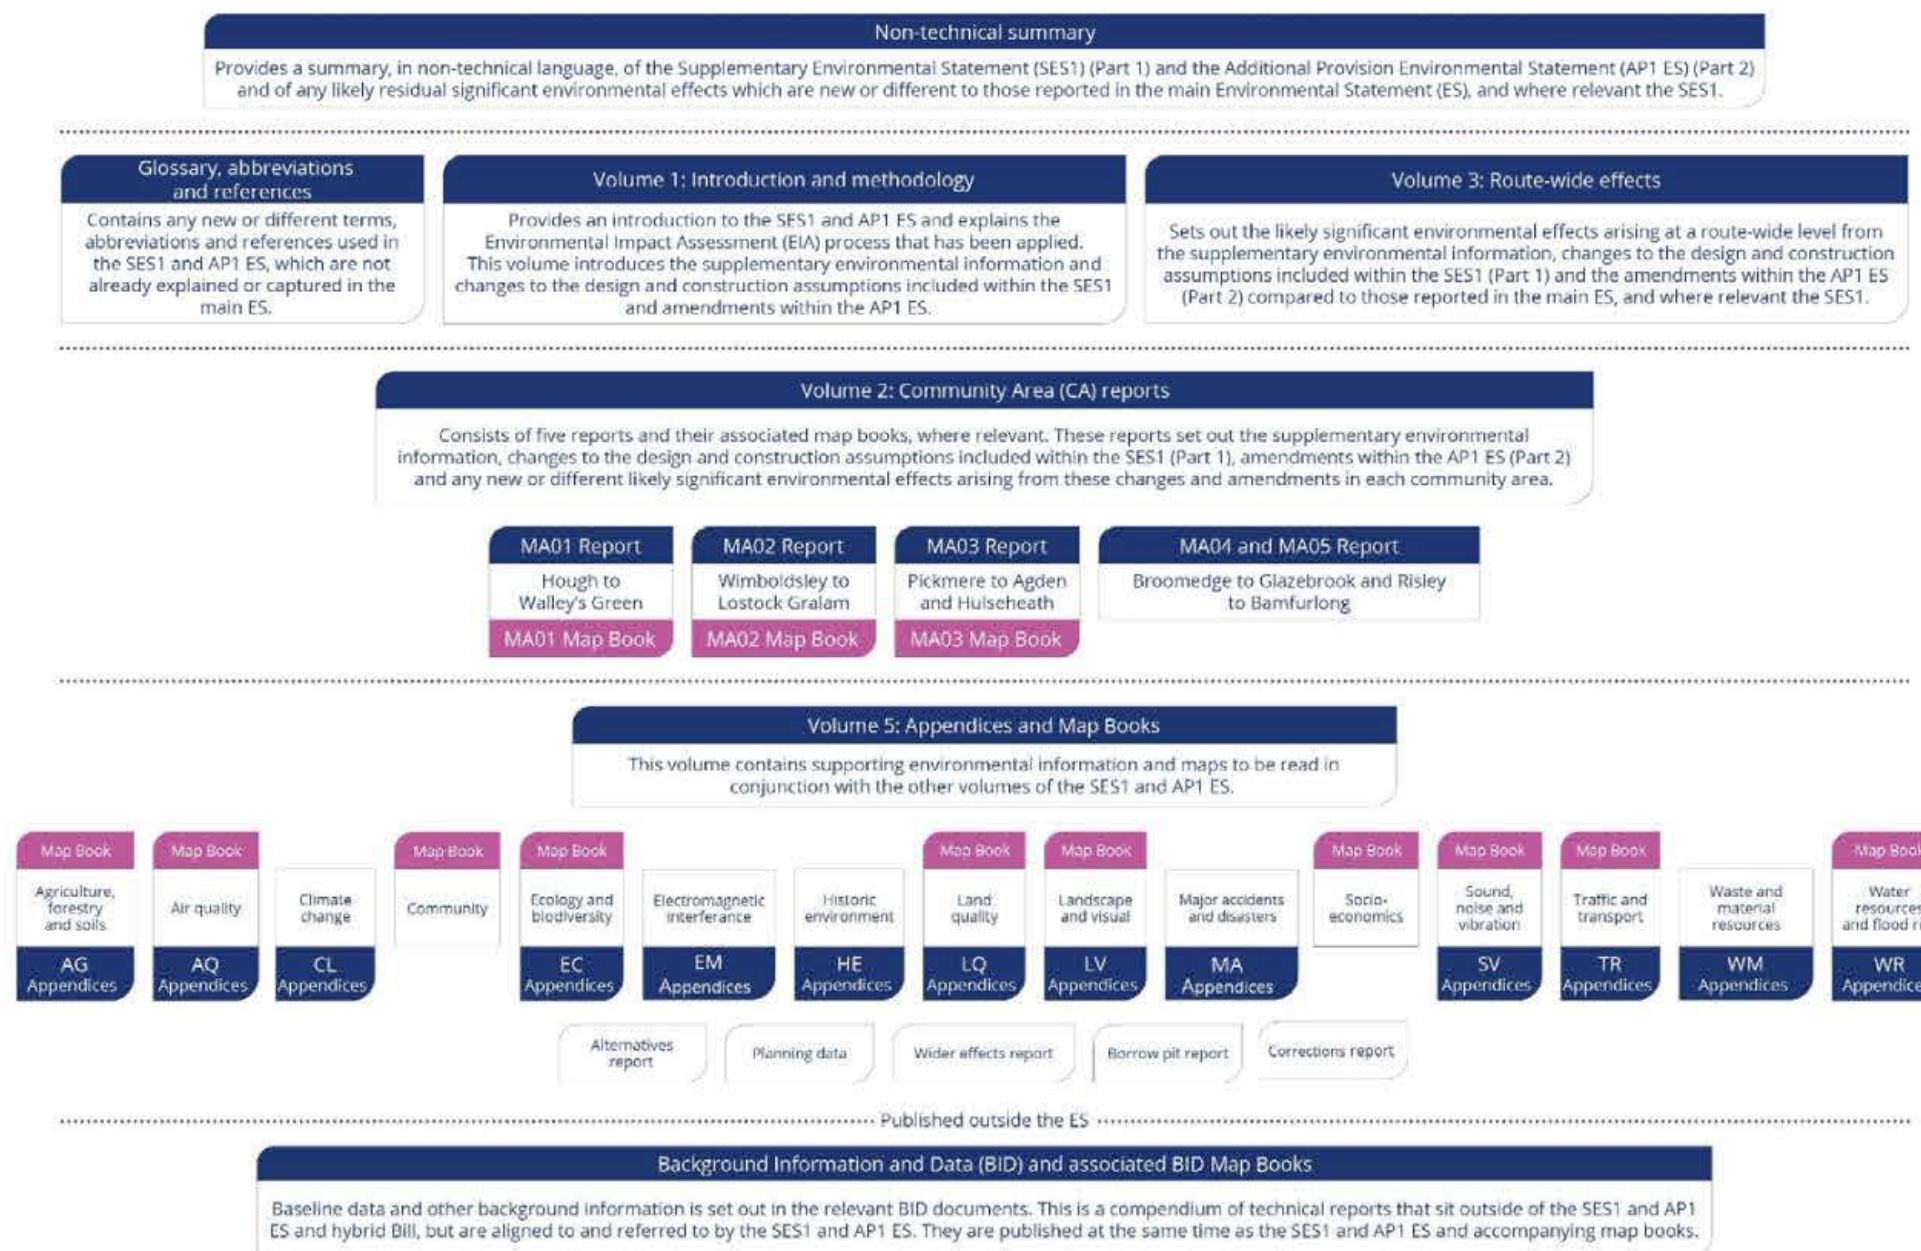 Non-technical summary
Provides a summary, in non-technical language, of the Supplementary Environmental Statement (SES1) (Part 1) and the Additional Provision Environmental Statement (AP1 ES) (Part 2)
and of any likely residual significant environmental effects which are new or different to those reported in the main Environmental Statement (ES), and where relevant the SES1.
Glossary, abbreviations
and references
Contains any new or different terms,
abbreviations and references used in
the SES1 and AP1 ES, which are not
already explained or captured in the
main ES.
Volume 1: Introduction and methodology
Provides an introduction to the SES1 and AP1 ES and explains the
Environmental Impact Assessment (EIA) process that has been applied.
This volume introduces the supplementary environmental information and
changes to the design and construction assumptions included within the SES1
and amendments within the AP1 ES.
Volume 3: Route-wide effects
Sets out the likely significant environmental effects arising at a route-wide level from
the supplementary environmental information, changes to the design and construction
assumptions included within the SES1 (Part 1) and the amendments within the AP1 ES
(Part 2) compared to those reported in the main ES, and where relevant the SES1.
Volume 2: Community Area (CA) reports
Consists of five reports and their associated map books, where relevant. These reports set out the supplementary environmental
information, changes to the design and construction assumptions included within the SES1 (Part 1), amendments within the AP1 ES (Part 2)
and any new or different likely significant environmental effects arising from these changes and amendments in each community area.
MA01 Report
Hough to
Walley's Green
MA01 Map Book
MA02 Report
Wimboldsley to
Lostock Gralam
MA02 Map Book
MA03 Report
Pickmere to Agden
and Hulseheath
MA03 Map Book
MA04 and MA05 Report
Broomedge to Glazebrook and Risley
to Bamfurlong
Volume 5: Appendices and Map Books
This volume contains supporting environmental information and maps to be read in
conjunction with the other volumes of the SES1 and AP1 ES.
Map Book
Agriculture,
forestry
and soils
AG
Appendices
Map Book
Air quality
AQ
Appendices
Climate
change
CL
Appendices
Map Book
Community
Map Book
Ecology and
biodiversity
EC
Appendices
Electromagnetic
interferance
EM
Appendices
Historic
environment
HE
Appendices
Map Book
Land
quality
LQ
Appendices
Map Book
Landscape
and visual
LV
Appendices
Major accidents
and disasters
MA
Appendices
Map Book
Socio-
economics
Map Book
Sound,
noise and
vibration
SV
Appendices
Map Book
Traffic and
transport
TR
Appendices
Waste and
material
resources
WM
Appendices
Map Book
Water
resources
and flood
WR
Appendice
Alternatives
report
Planning data
Wider effects report
Borrow pit report
Corrections report
Published outside the ES
Background Information and Data (BID) and associated BID Map Books
Baseline data and other background information is set out in the relevant BID documents. This is a compendium of technical reports that sit outside of the SES1 and AP1
ES and hybrid Bill, but are aligned to and referred to by the SES1 and AP1 ES. They are published at the same time as the SES1 and AP1 ES and accompanying map books.